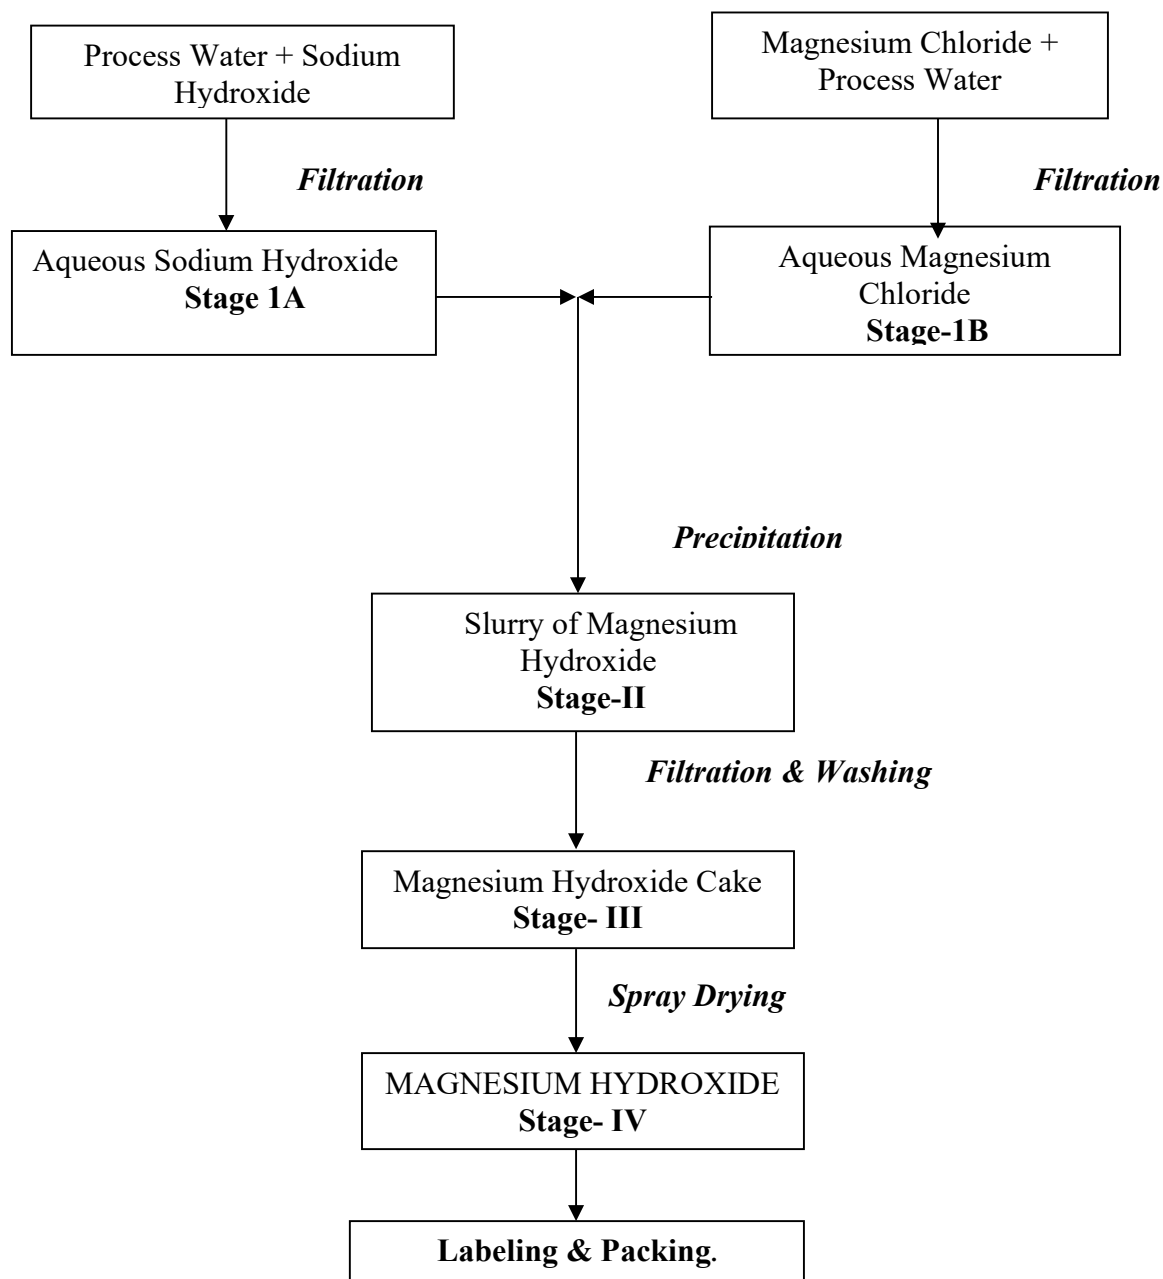 Process Water + Sodium
Hydroxide
Magnesium Chloride +
Process Water
Filtration
Filtration
Aqueous Sodium Hydroxide
Stage 1A
Aqueous Magnesium
Chloride
Stage-1B
Precipitation
Slurry of Magnesium
Hydroxide
Stage-II
Filtration & Washing
Magnesium Hydroxide Cake
Stage- III
Spray Drying
MAGNESIUM HYDROXIDE
Stage- IV
Labeling & Packing.